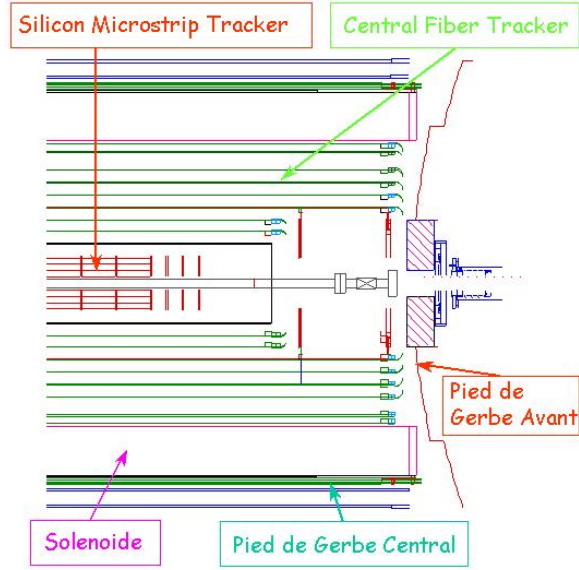 Silicon Microstrip Tracker
Central Fiber Tracker
Pied de
Gerbe Avant
Solenoide
Pied de Gerbe Central